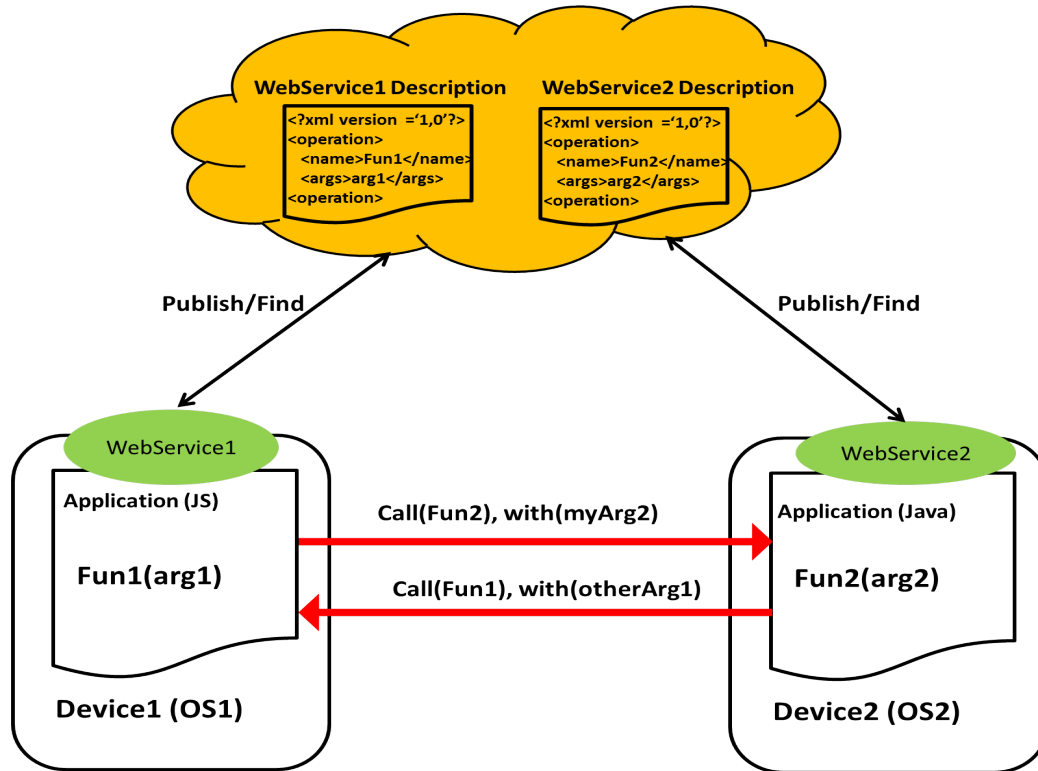 WebService1 Description
<?xml version =‘1,0’?>
<operation>
<name>Fun1</name>
<args>arg1</args>
<operation>
WebService2 Description
<?xml version =‘1,0’?>
<operation>
<name>Fun2</name>
<args>arg2</args>
<operation>
Publish/Find
Publish/Find
WebService1
Application (JS)
Fun1(arg1)
Device1 (OS1)
Call(Fun2), with(myArg2)
Call(Fun1), with(otherArg1)
WebService2
Application (Java)
Fun2(arg2)
Device2 (OS2)